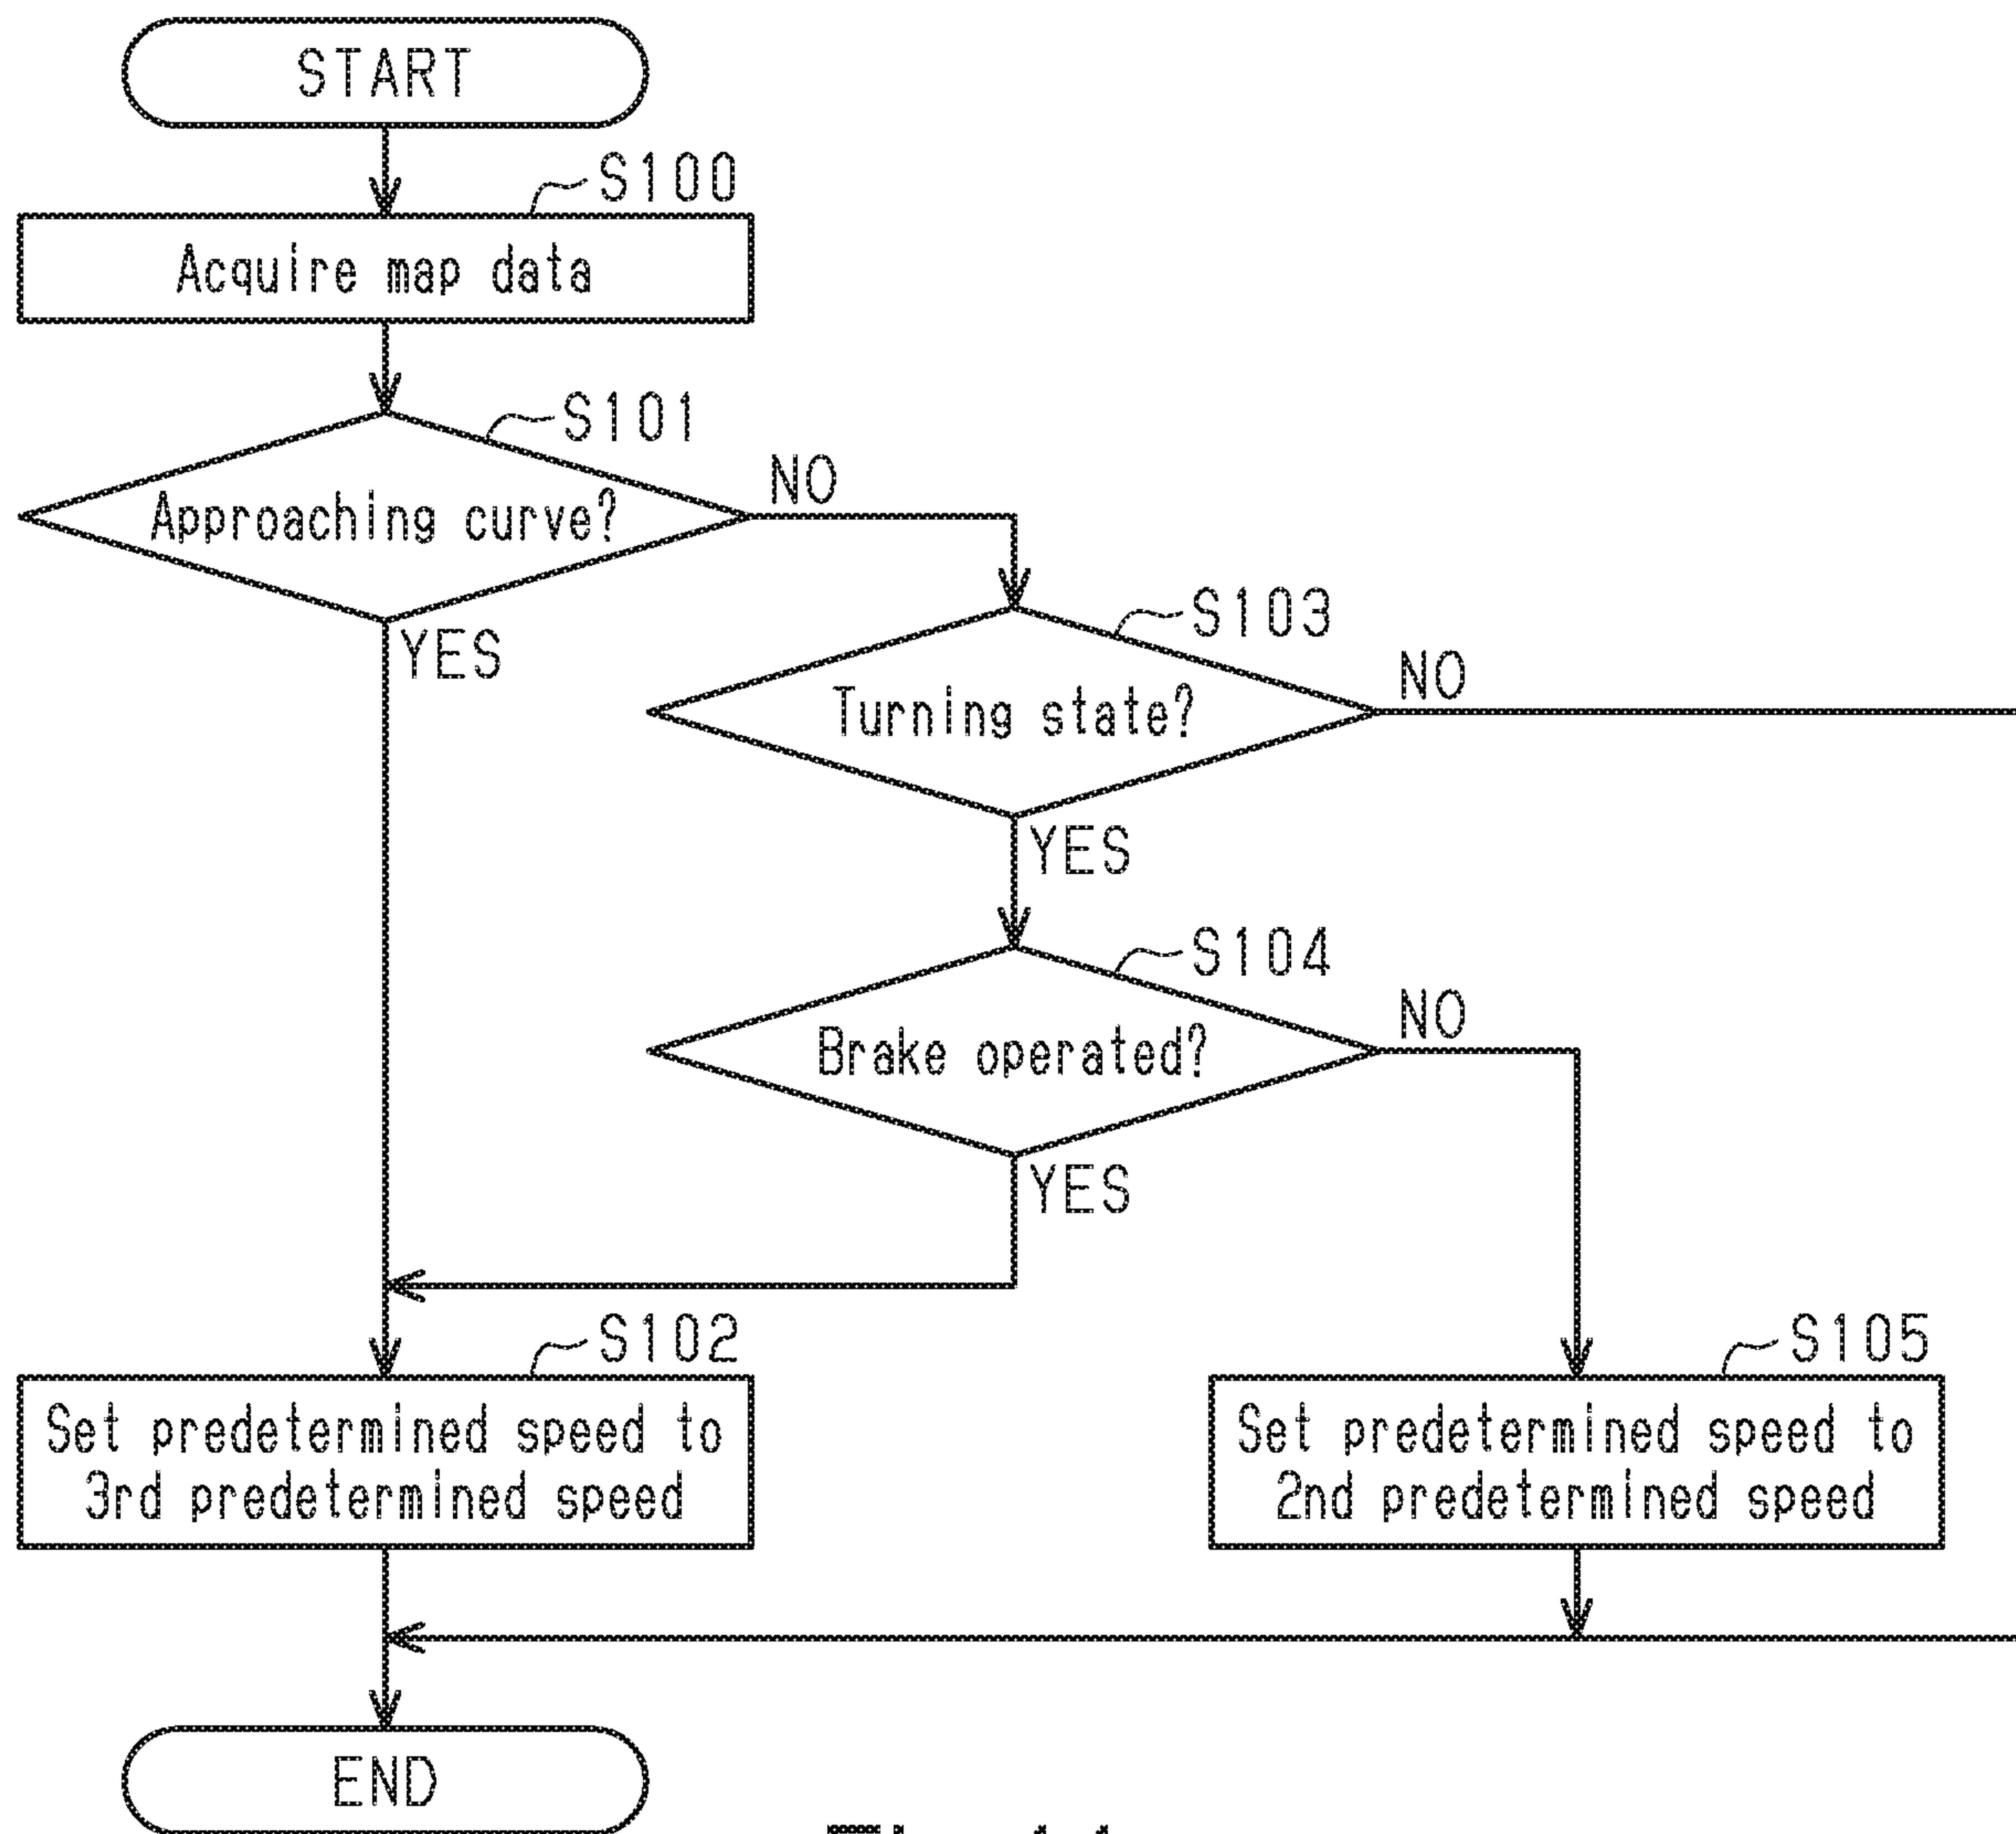 START
S100
Acquire map data
S101
Approaching curve?
NO
YES
S103
Turning state?
NO
YES
S104
Brake operated?
NO
YES
S102
Set predetermined speed to
3rd predetermined speed
S105
Set predetermined speed to
2nd predetermined speed
END